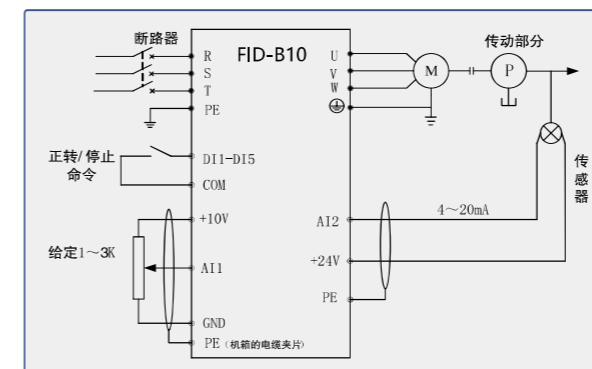 断路器
R
S
T
PE
FID-B10
U
V
W
M
P
传动部分
正转/停止
命令
DI1-DI5
COM
+10V
给定1～3K
AI1
GND
PE（机箱的电缆夹片）
AI2
+24V
PE
4～20mA
传感器